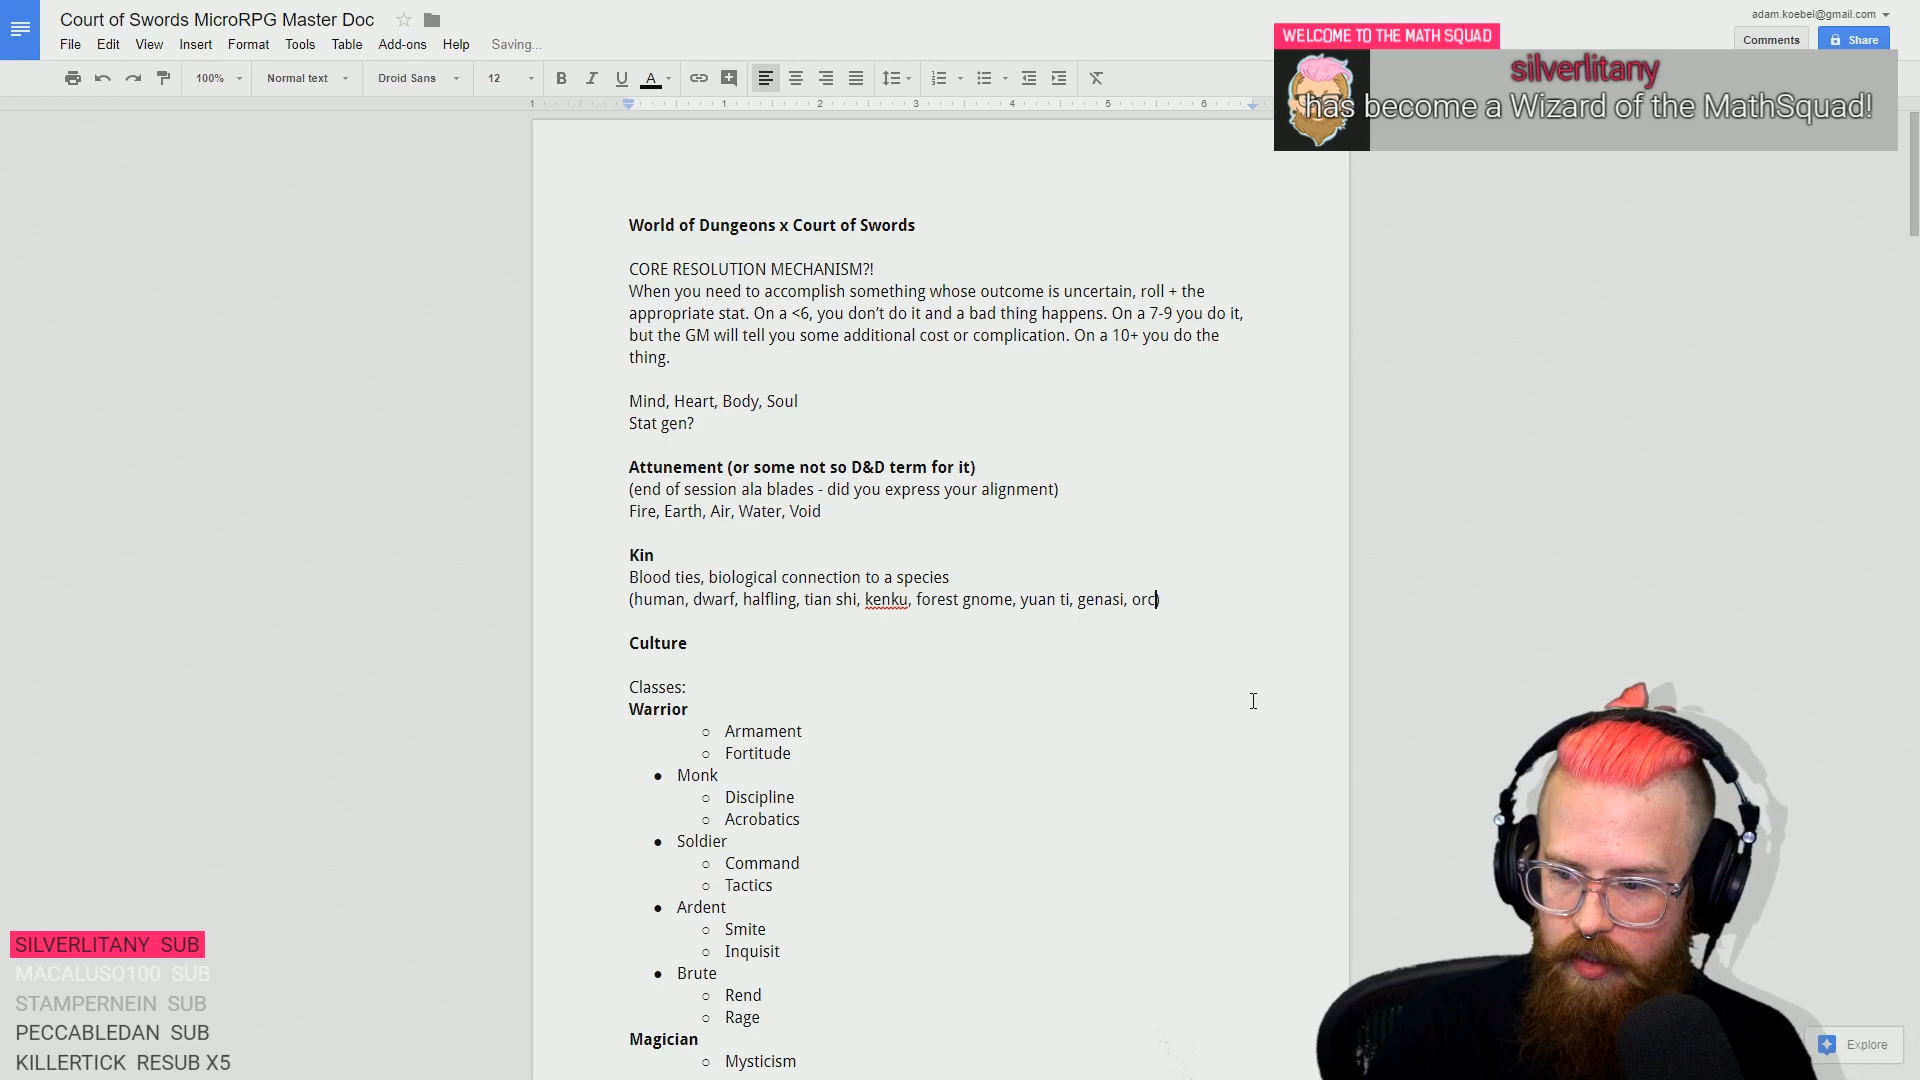 Court of Swords MicroRPG Master Doc
adam.koebel@gmail.com
File Edit View Insert Format Tools Table Add-ons Help Saving...
Comments
Share
WELCOME TO THE MATH SQUAD
silverlitany
has become a Wizard of the MathSquad!
100% Normal text Droid Sans 12 B I U A
1 1 2 3 4 5 6
World of Dungeons x Court of Swords
CORE RESOLUTION MECHANISM?!
When you need to accomplish something whose outcome is uncertain, roll + the
appropriate stat. On a <6, you don’t do it and a bad thing happens. On a 7-9 you do it,
but the GM will tell you some additional cost or complication. On a 10+ you do the
thing.
Mind, Heart, Body, Soul
Stat gen?
Attunement (or some not so D&D term for it)
(end of session ala blades - did you express your alignment)
Fire, Earth, Air, Water, Void
Kin
Blood ties, biological connection to a species
(human, dwarf, halfling, tian shi, kenku, forest gnome, yuan ti, genasi, orc)
Culture
Classes:
Warrior
○ Armament
○ Fortitude
● Monk
○ Discipline
○ Acrobatics
● Soldier
○ Command
○ Tactics
● Ardent
○ Smite
○ Inquisit
● Brute
○ Rend
○ Rage
Magician
○ Mysticism
SILVERLITANY SUB
MACALUSO100 SUB
STAMPERNEIN SUB
PECCABLEDAN SUB
KILLERTICK RESUB X5
Explore